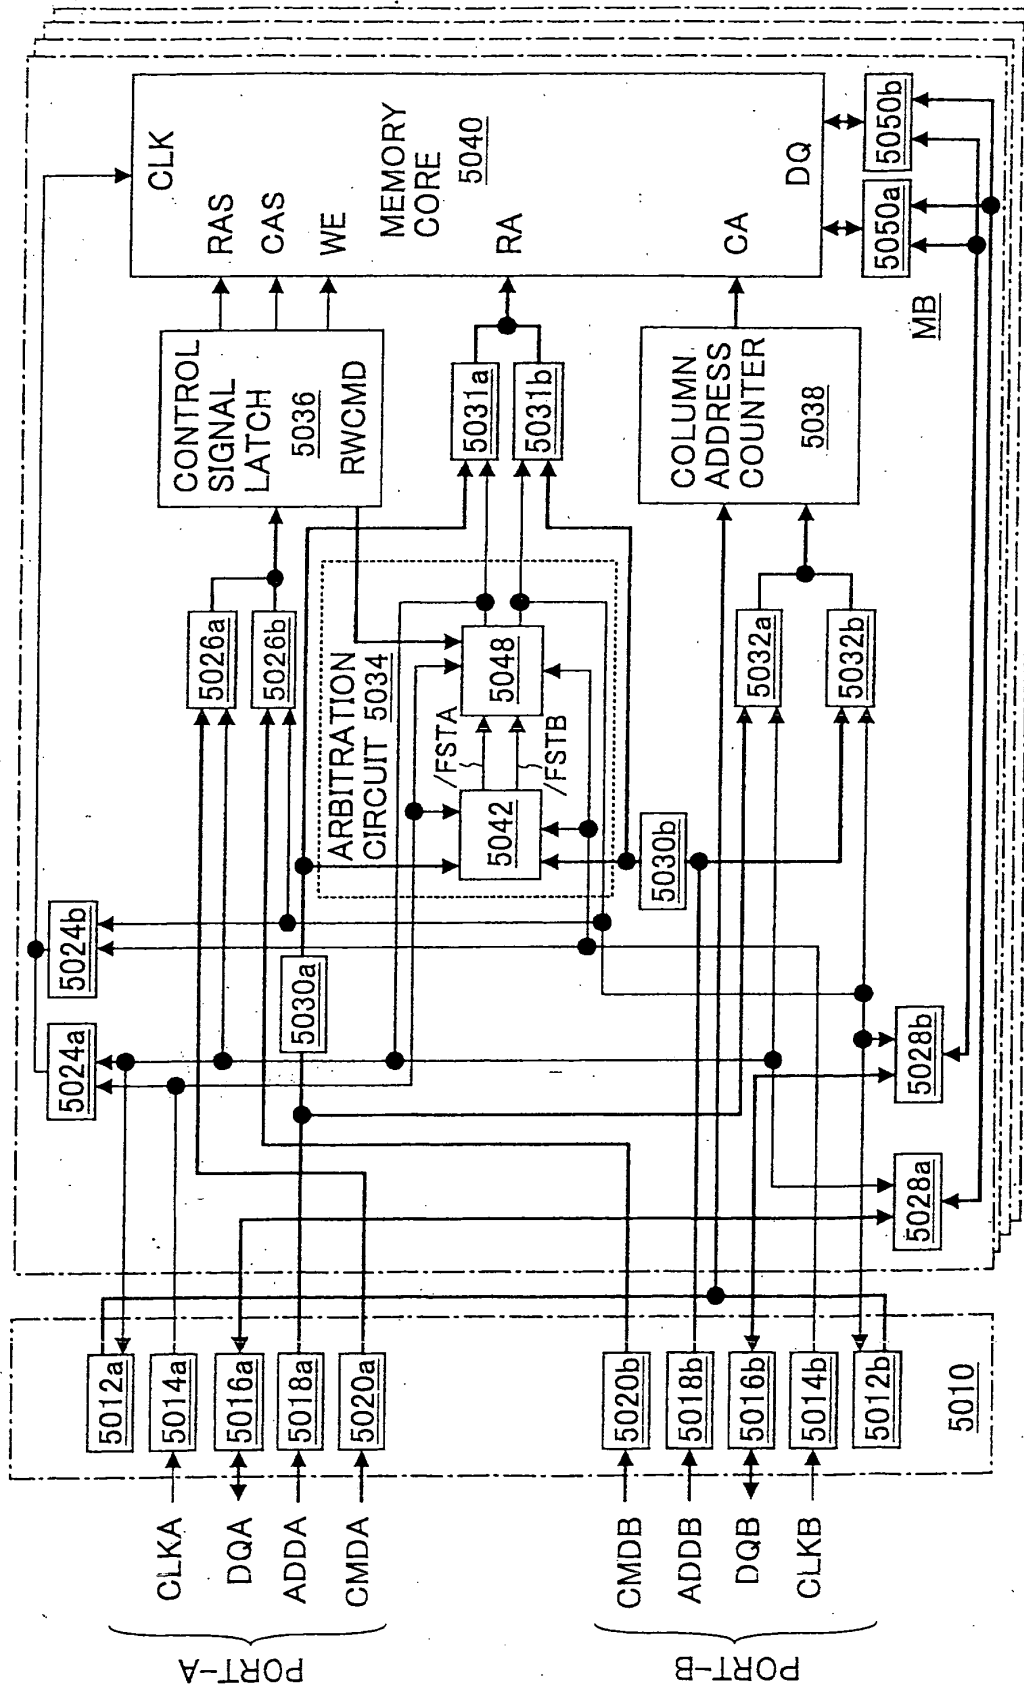 PORT-A
CLKA
DQA
ADDA
CMDA
PORT-B
CMDB
ADDB
DQB
CLKB
5012a
5014a
5016a
5018a
5020a
5020b
5018b
5016b
5014b
5012b
5010
5024a
5024b
5026a
5026b
5028a
5028b
5030a
5030b
ARBITRATION
CIRCUIT 5034
/FSTA
/FSTB
5042
5048
5031a
5031b
5032a
5032b
CONTROL
SIGNAL
LATCH
5036
RWCMD
COLUMN
ADDRESS
COUNTER
5038
CLK
RAS
CAS
WE
MEMORY
CORE
5040
RA
CA
DQ
5050a
5050b
MB